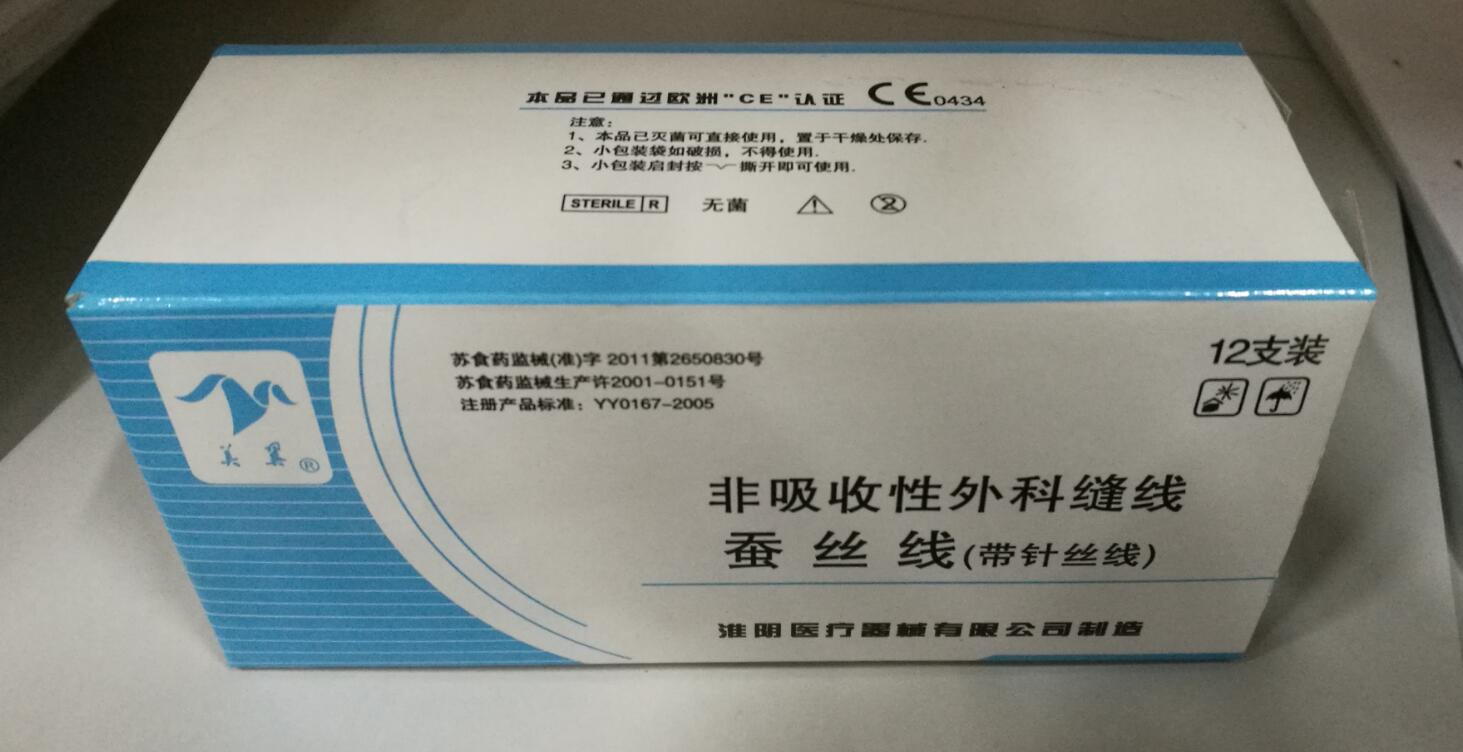 本品已通过欧洲"CE"认证 CE0434
注意：
1、本品已灭菌可直接使用，置于干燥处保存.
2、小包装袋如破损，不得使用.
3、小包装启封按 撕开即可使用.
STERILE R 无菌 2
苏食药监械(准)字 2011第2650830号
苏食药监械生产许2001-0151号
注册产品标准：YY0167-2005
12支装
美翼®
非吸收性外科缝线
蚕丝线(带针丝线)
淮阴医疗器械有限公司制造